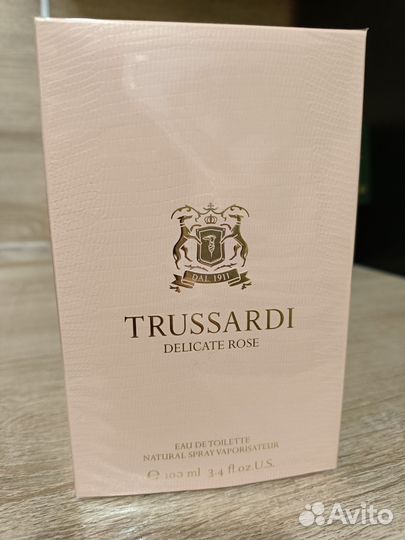 DAL 1911
TRUSSARDI
DELICATE ROSE
EAU DE TOILETTE
NATURAL SPRAY VAPORISATEUR
℮ 100 ml 3.4 fl.oz.U.S.
Avito